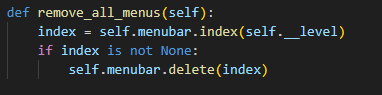 def remove_all_menus(self):
    index = self.menubar.index(self.__level)
    if index is not None:
        self.menubar.delete(index)